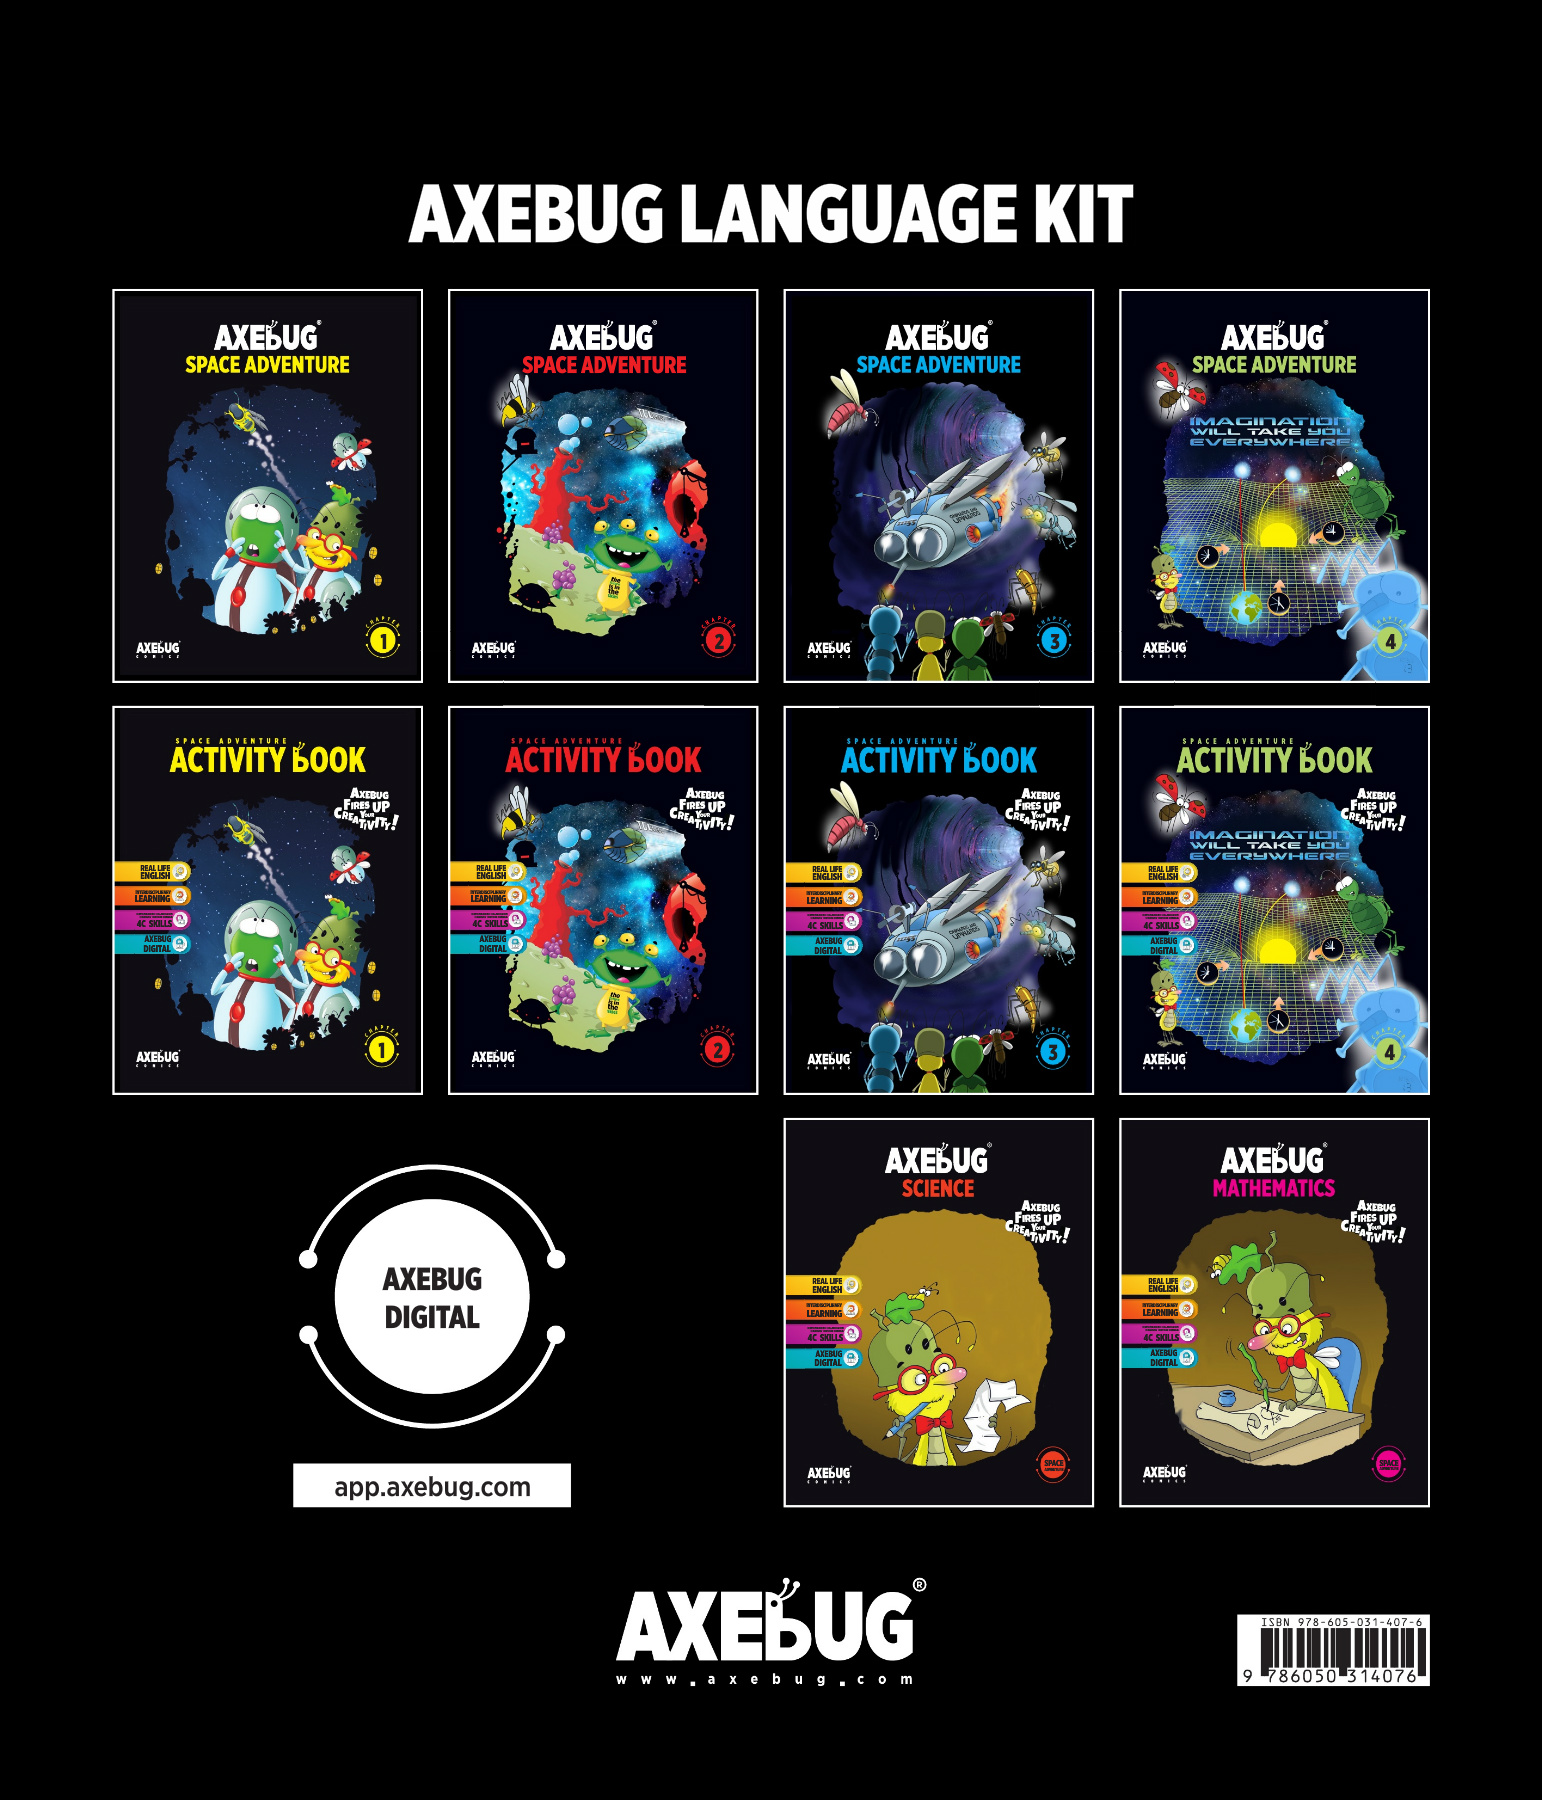 AXEBUG LANGUAGE KIT
AXEBUG®
SPACE ADVENTURE
AXEBUG
COMICS
CHAPTER
1
AXEBUG®
SPACE ADVENTURE
AXEBUG
COMICS
CHAPTER
2
AXEBUG®
SPACE ADVENTURE
AXEBUG
COMICS
CHAPTER
3
AXEBUG®
SPACE ADVENTURE
IMAGINATION
WILL TAKE YOU
EVERYWHERE
AXEBUG
COMICS
CHAPTER
4
SPACE ADVENTURE
ACTIVITY BOOK
AXEBUG
FIRES UP
YOUR
CREATIVITY!
REAL LIFE
ENGLISH
INTERDISCIPLINARY
LEARNING
4C SKILLS
AXEBUG
DIGITAL
AXEBUG
COMICS
CHAPTER
1
SPACE ADVENTURE
ACTIVITY BOOK
AXEBUG
FIRES UP
YOUR
CREATIVITY!
REAL LIFE
ENGLISH
INTERDISCIPLINARY
LEARNING
4C SKILLS
AXEBUG
DIGITAL
AXEBUG
COMICS
CHAPTER
2
SPACE ADVENTURE
ACTIVITY BOOK
AXEBUG
FIRES UP
YOUR
CREATIVITY!
REAL LIFE
ENGLISH
INTERDISCIPLINARY
LEARNING
4C SKILLS
AXEBUG
DIGITAL
AXEBUG
COMICS
CHAPTER
3
SPACE ADVENTURE
ACTIVITY BOOK
AXEBUG
FIRES UP
YOUR
CREATIVITY!
IMAGINATION
WILL TAKE YOU
EVERYWHERE
REAL LIFE
ENGLISH
INTERDISCIPLINARY
LEARNING
4C SKILLS
AXEBUG
DIGITAL
AXEBUG
COMICS
CHAPTER
4
AXEBUG
DIGITAL
app.axebug.com
AXEBUG®
SCIENCE
AXEBUG
FIRES UP
YOUR
CREATIVITY!
REAL LIFE
ENGLISH
INTERDISCIPLINARY
LEARNING
4C SKILLS
AXEBUG
DIGITAL
AXEBUG
COMICS
SPACE
AXEBUG®
MATHEMATICS
AXEBUG
FIRES UP
YOUR
CREATIVITY!
REAL LIFE
ENGLISH
INTERDISCIPLINARY
LEARNING
4C SKILLS
AXEBUG
DIGITAL
AXEBUG
COMICS
SPACE
AXEBUG®
www.axebug.com
ISBN 978-605-031-407-6
9 786050 314076